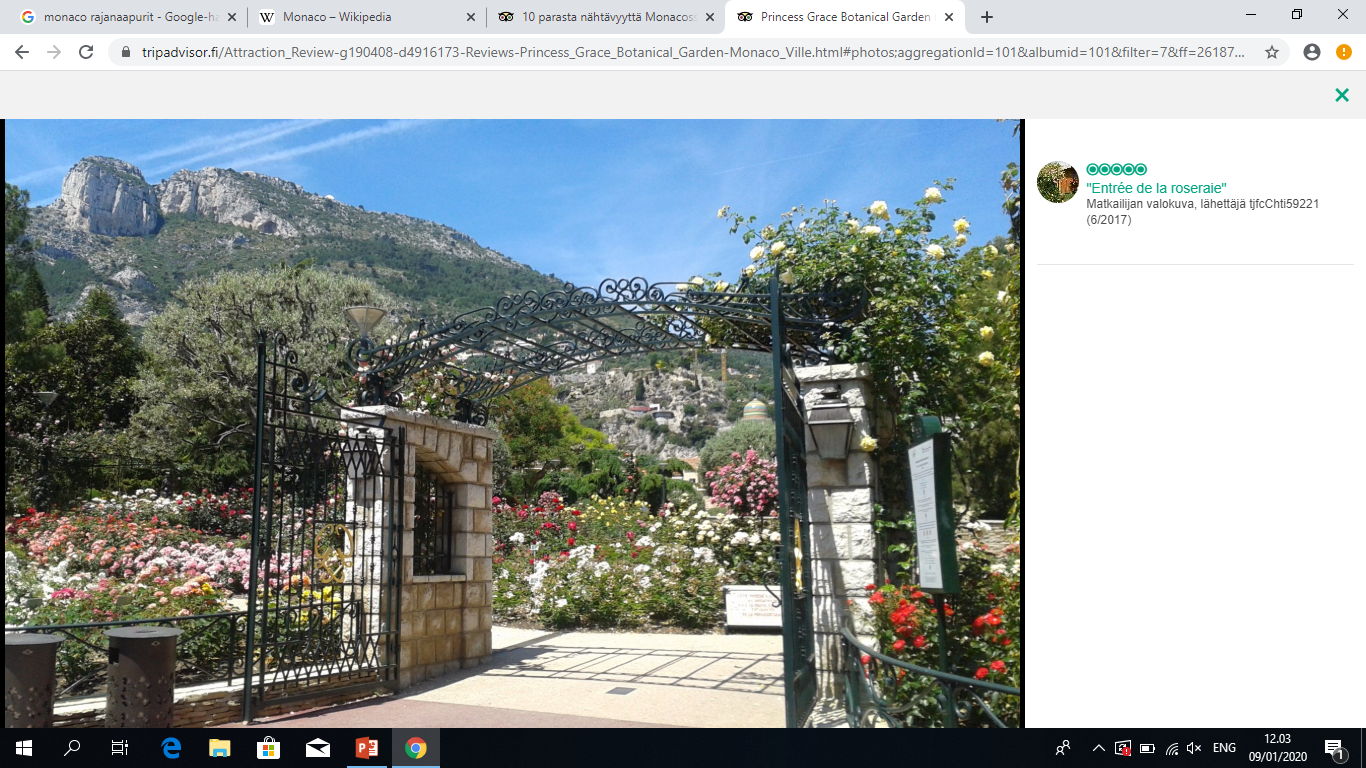 monaco rajanaapurit - Google-ha
Monaco – Wikipedia
10 parasta nähtävyyttä Monacoss
Princess Grace Botanical Garden
tripadvisor.fi/Attraction_Review-g190408-d4916173-Reviews-Princess_Grace_Botanical_Garden-Monaco_Ville.html#photos;aggregationId=101&albumid=101&filter=7&ff=26187...
"Entrée de la roseraie"
Matkailijan valokuva, lähettäjä tjfcChti59221
(6/2017)
ENG
12.03
09/01/2020
1